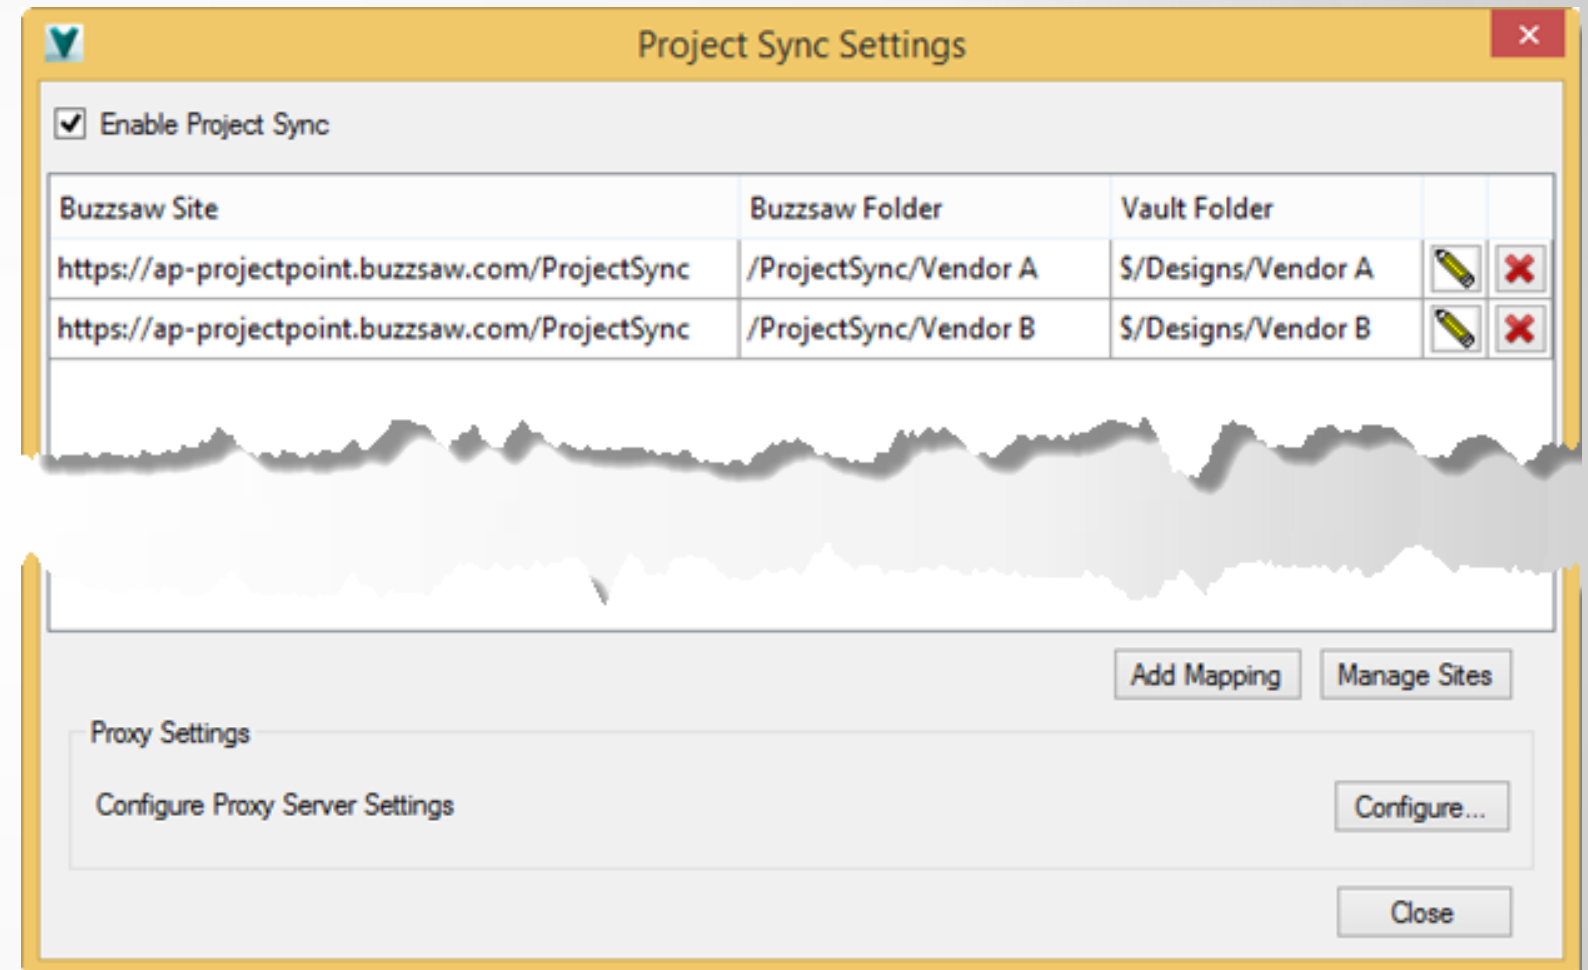 Project Sync Settings
Enable Project Sync
Buzzsaw Site Buzzsaw Folder Vault Folder
https://ap-projectpoint.buzzsaw.com/ProjectSync /ProjectSync/Vendor A $/Designs/Vendor A
https://ap-projectpoint.buzzsaw.com/ProjectSync /ProjectSync/Vendor B $/Designs/Vendor B
Add Mapping Manage Sites
Proxy Settings
Configure Proxy Server Settings Configure...
Close